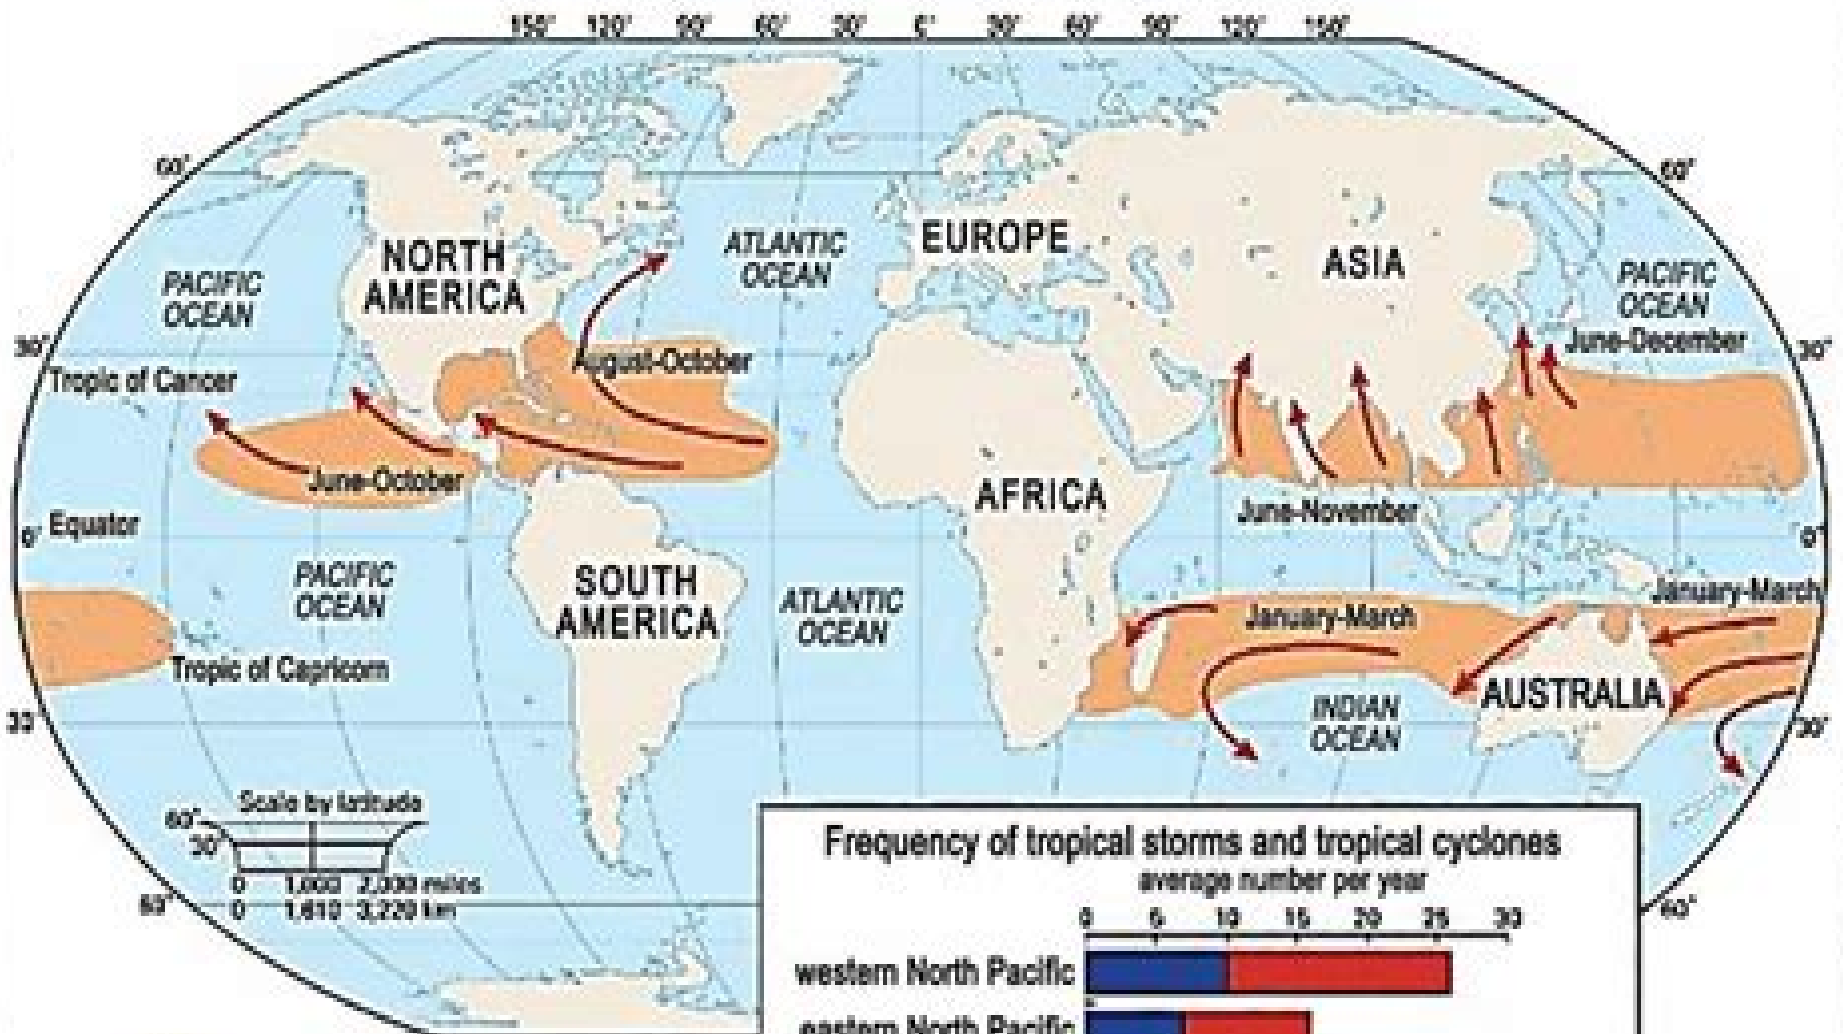 150° 120° 90° 60° 30° 0° 30° 60° 90° 120° 150°
60° 60°
NORTH
AMERICA
ATLANTIC
OCEAN
EUROPE
ASIA
PACIFIC
OCEAN
PACIFIC
OCEAN
June-December
30° 30°
August-October
Tropic of Cancer
June-October
AFRICA
June-November
0° Equator 0°
PACIFIC
OCEAN
SOUTH
AMERICA
ATLANTIC
OCEAN
January-March
January-March
Tropic of Capricorn
AUSTRALIA
INDIAN
OCEAN
30° 30°
Scale by latitude
60°
30°
0 1,000 2,000 miles
0 1,610 3,220 km
60° 60°
Frequency of tropical storms and tropical cyclones
average number per year
0 5 10 15 20 25 30
western North Pacific
eastern North Pacific